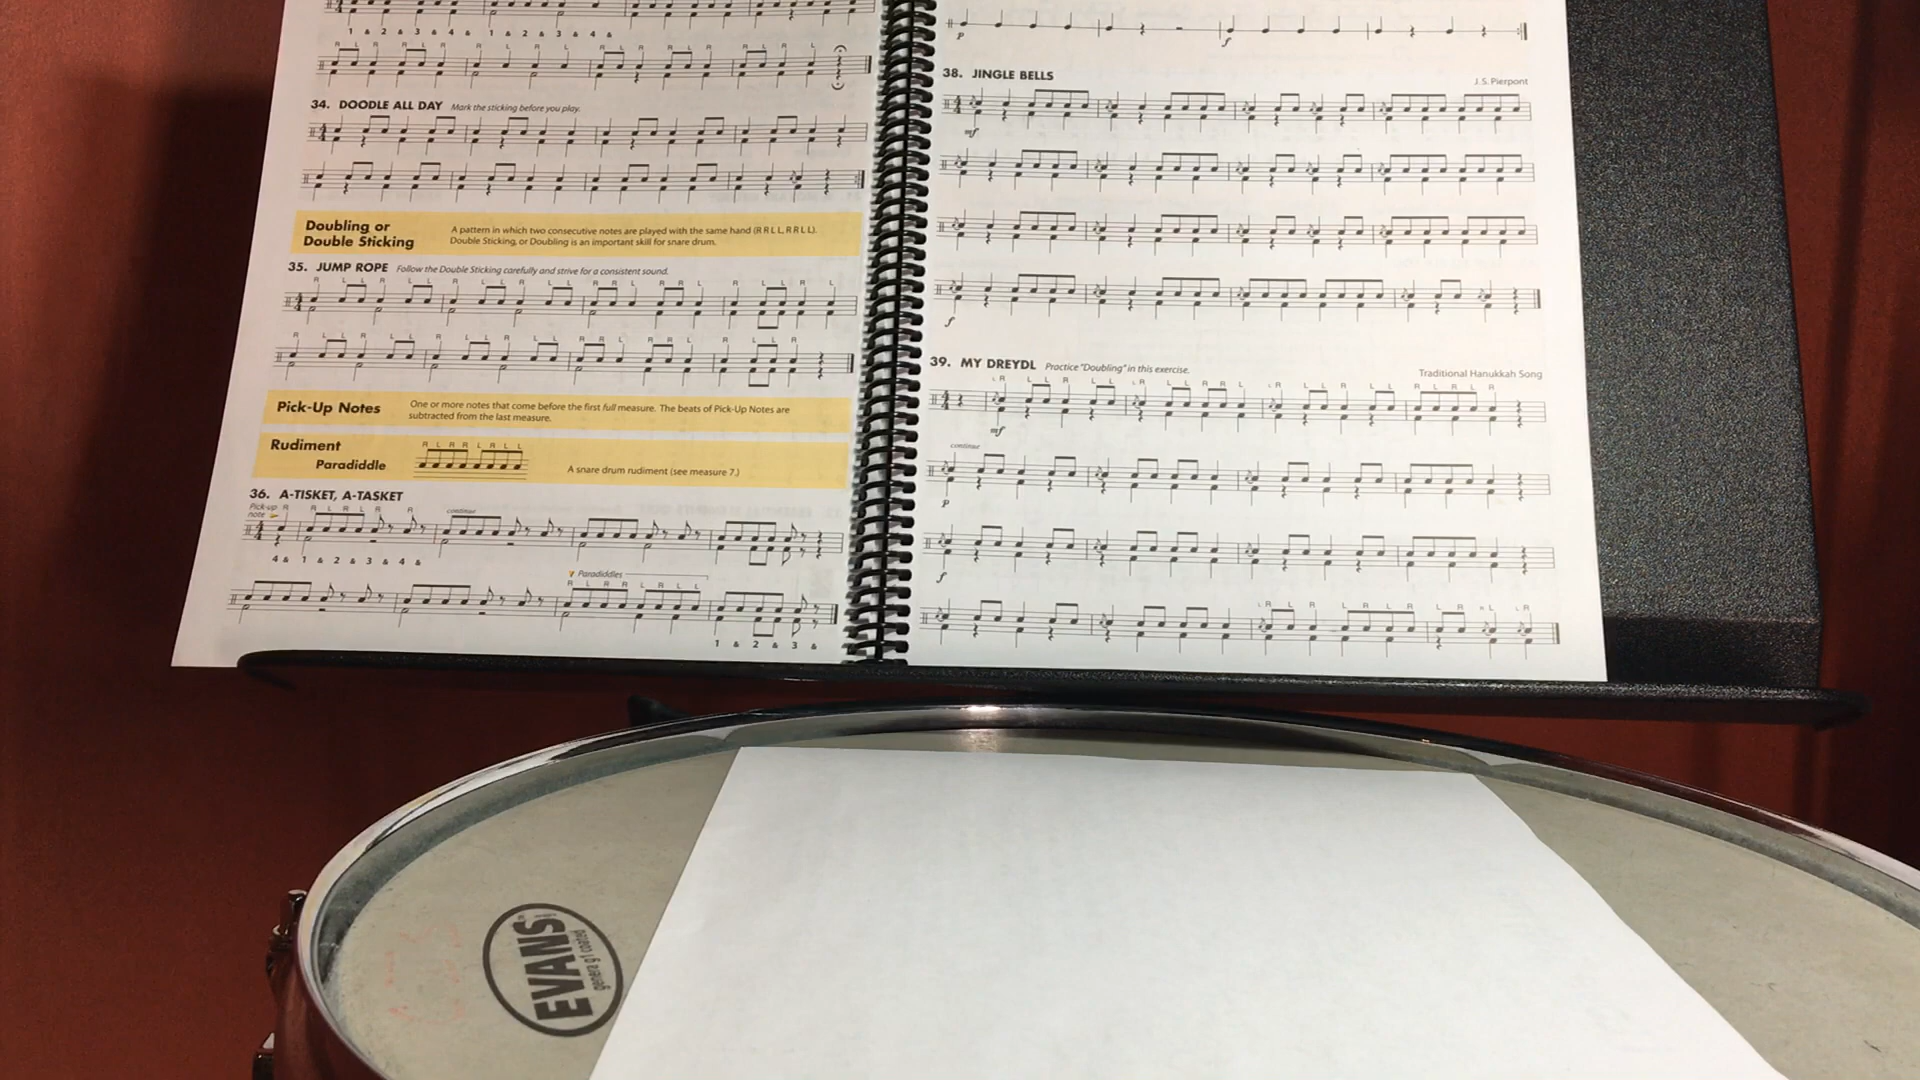 1 & 2 & 3 & 4 & 1 & 2 & 3 & 4 &
34. DOODLE ALL DAY Mark the sticking before you play.
Doubling or
Double Sticking
A pattern in which two consecutive notes are played with the same hand (R R L L, R R L L).
Double Sticking, or Doubling is an important skill for snare drum.
35. JUMP ROPE Follow the Double Sticking carefully and strive for a consistent sound.
R L L R L L R L L R L L R R L R R L R L L R L
R L L R L L R L L R L L R R L R R L R L L R
Pick-Up Notes
One or more notes that come before the first full measure. The beats of Pick-Up Notes are
subtracted from the last measure.
Rudiment
Paradiddle
R L R R L R L L
A snare drum rudiment (see measure 7.)
36. A-TISKET, A-TASKET
Pick-up
note
R R L R L R R
continue
4 & 1 & 2 & 3 & 4 &
Paradiddles
R L R R L R L L
1 & 2 & 3 &
p f
38. JINGLE BELLS
J. S. Pierpont
mf
f
39. MY DREYDL Practice "Doubling" in this exercise.
Traditional Hanukkah Song
L R L L R L L L R L L R R L L R L L R L L R L R L R
mf
continue
p
f
L R L R L R L R L R R L L R
EVANS
genera g1 coated